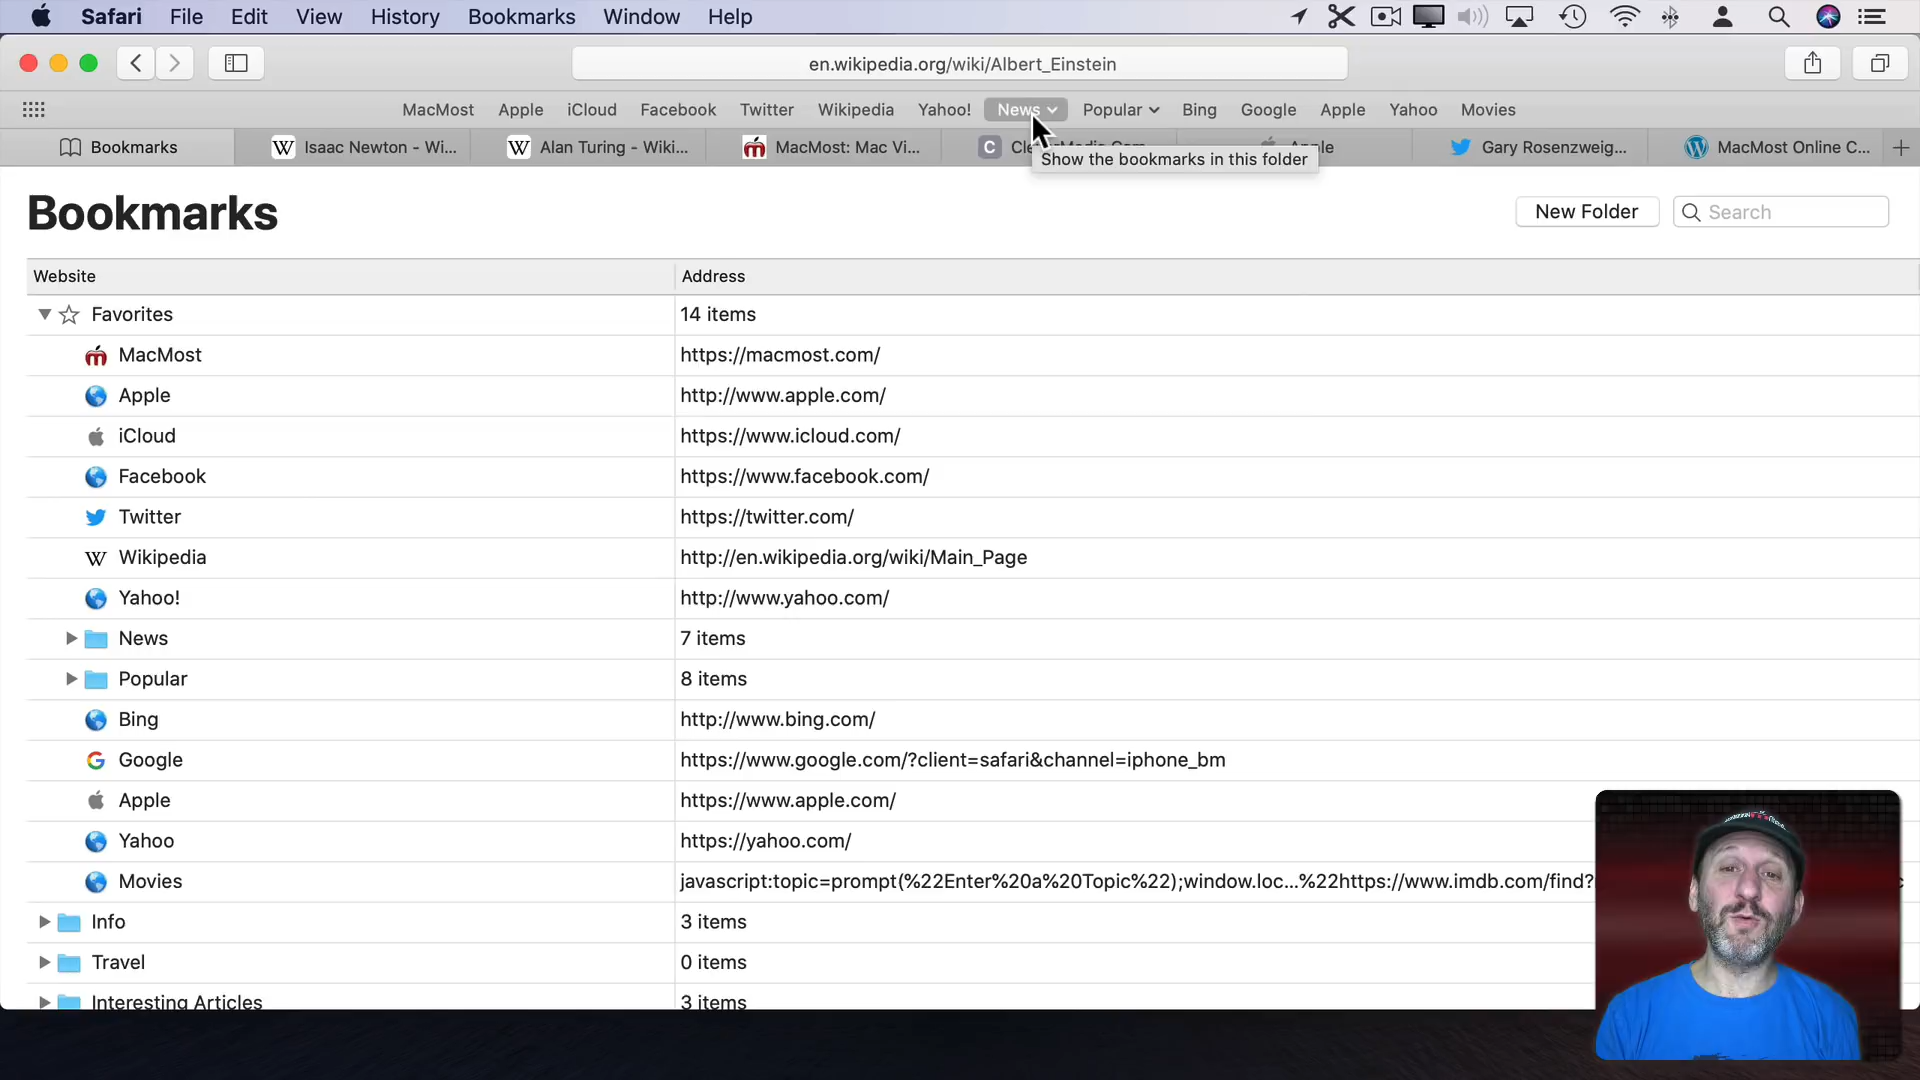 Safari File Edit View History Bookmarks Window Help
en.wikipedia.org/wiki/Albert_Einstein
MacMost Apple iCloud Facebook Twitter Wikipedia Yahoo! News Popular Bing Google Apple Yahoo Movies
Bookmarks W Isaac Newton - Wi... W Alan Turing - Wiki... MacMost: Mac Vi... C Apple Gary Rosenzweig... MacMost Online C...
Show the bookmarks in this folder
Bookmarks
New Folder Search
Website Address
Favorites 14 items
MacMost https://macmost.com/
Apple http://www.apple.com/
iCloud https://www.icloud.com/
Facebook https://www.facebook.com/
Twitter https://twitter.com/
W Wikipedia http://en.wikipedia.org/wiki/Main_Page
Yahoo! http://www.yahoo.com/
News 7 items
Popular 8 items
Bing http://www.bing.com/
G Google https://www.google.com/?client=safari&channel=iphone_bm
Apple https://www.apple.com/
Yahoo https://yahoo.com/
Movies javascript:topic=prompt(%22Enter%20a%20Topic%22);window.loc...%22https://www.imdb.com/find?
Info 3 items
Travel 0 items
Interesting Articles 3 items